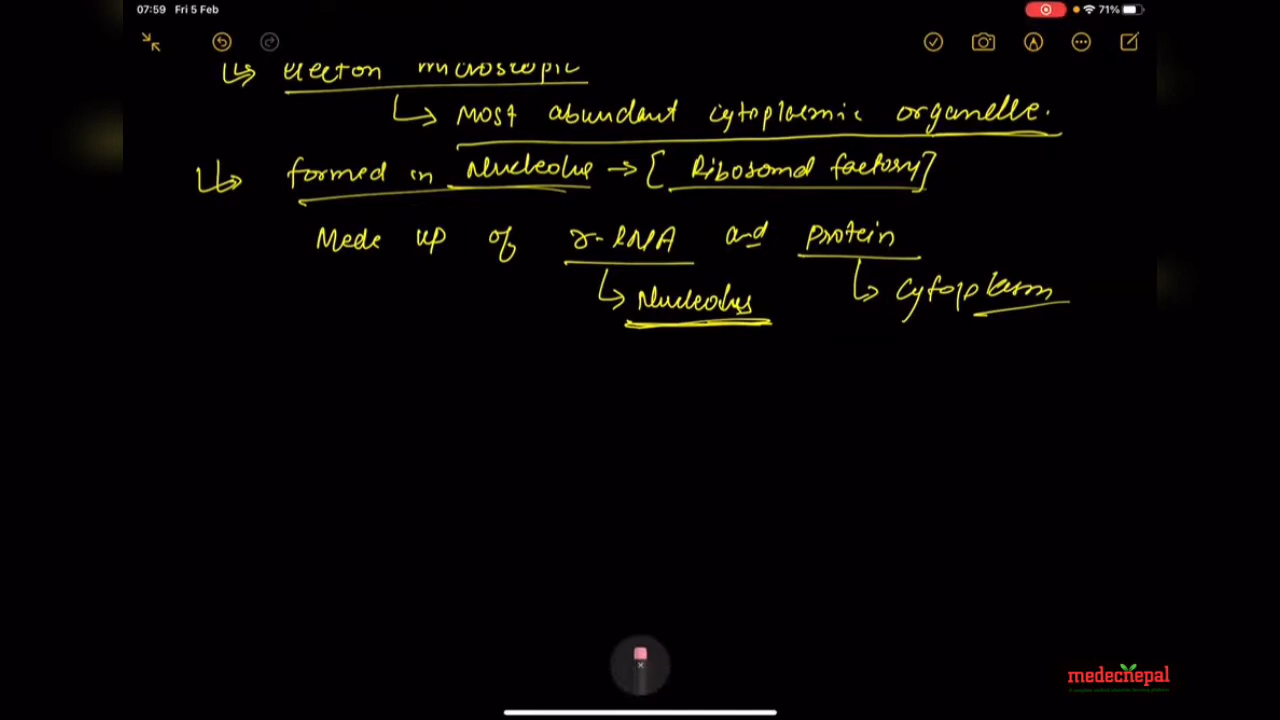 07:59 Fri 5 Feb 71%
electron microscopic
Most abundant cytoplasmic organelle.
formed in Nucleolus → [Ribosomal factory]
Made up of r-RNA and protein
Nucleolus Cytoplasm
medecnepal